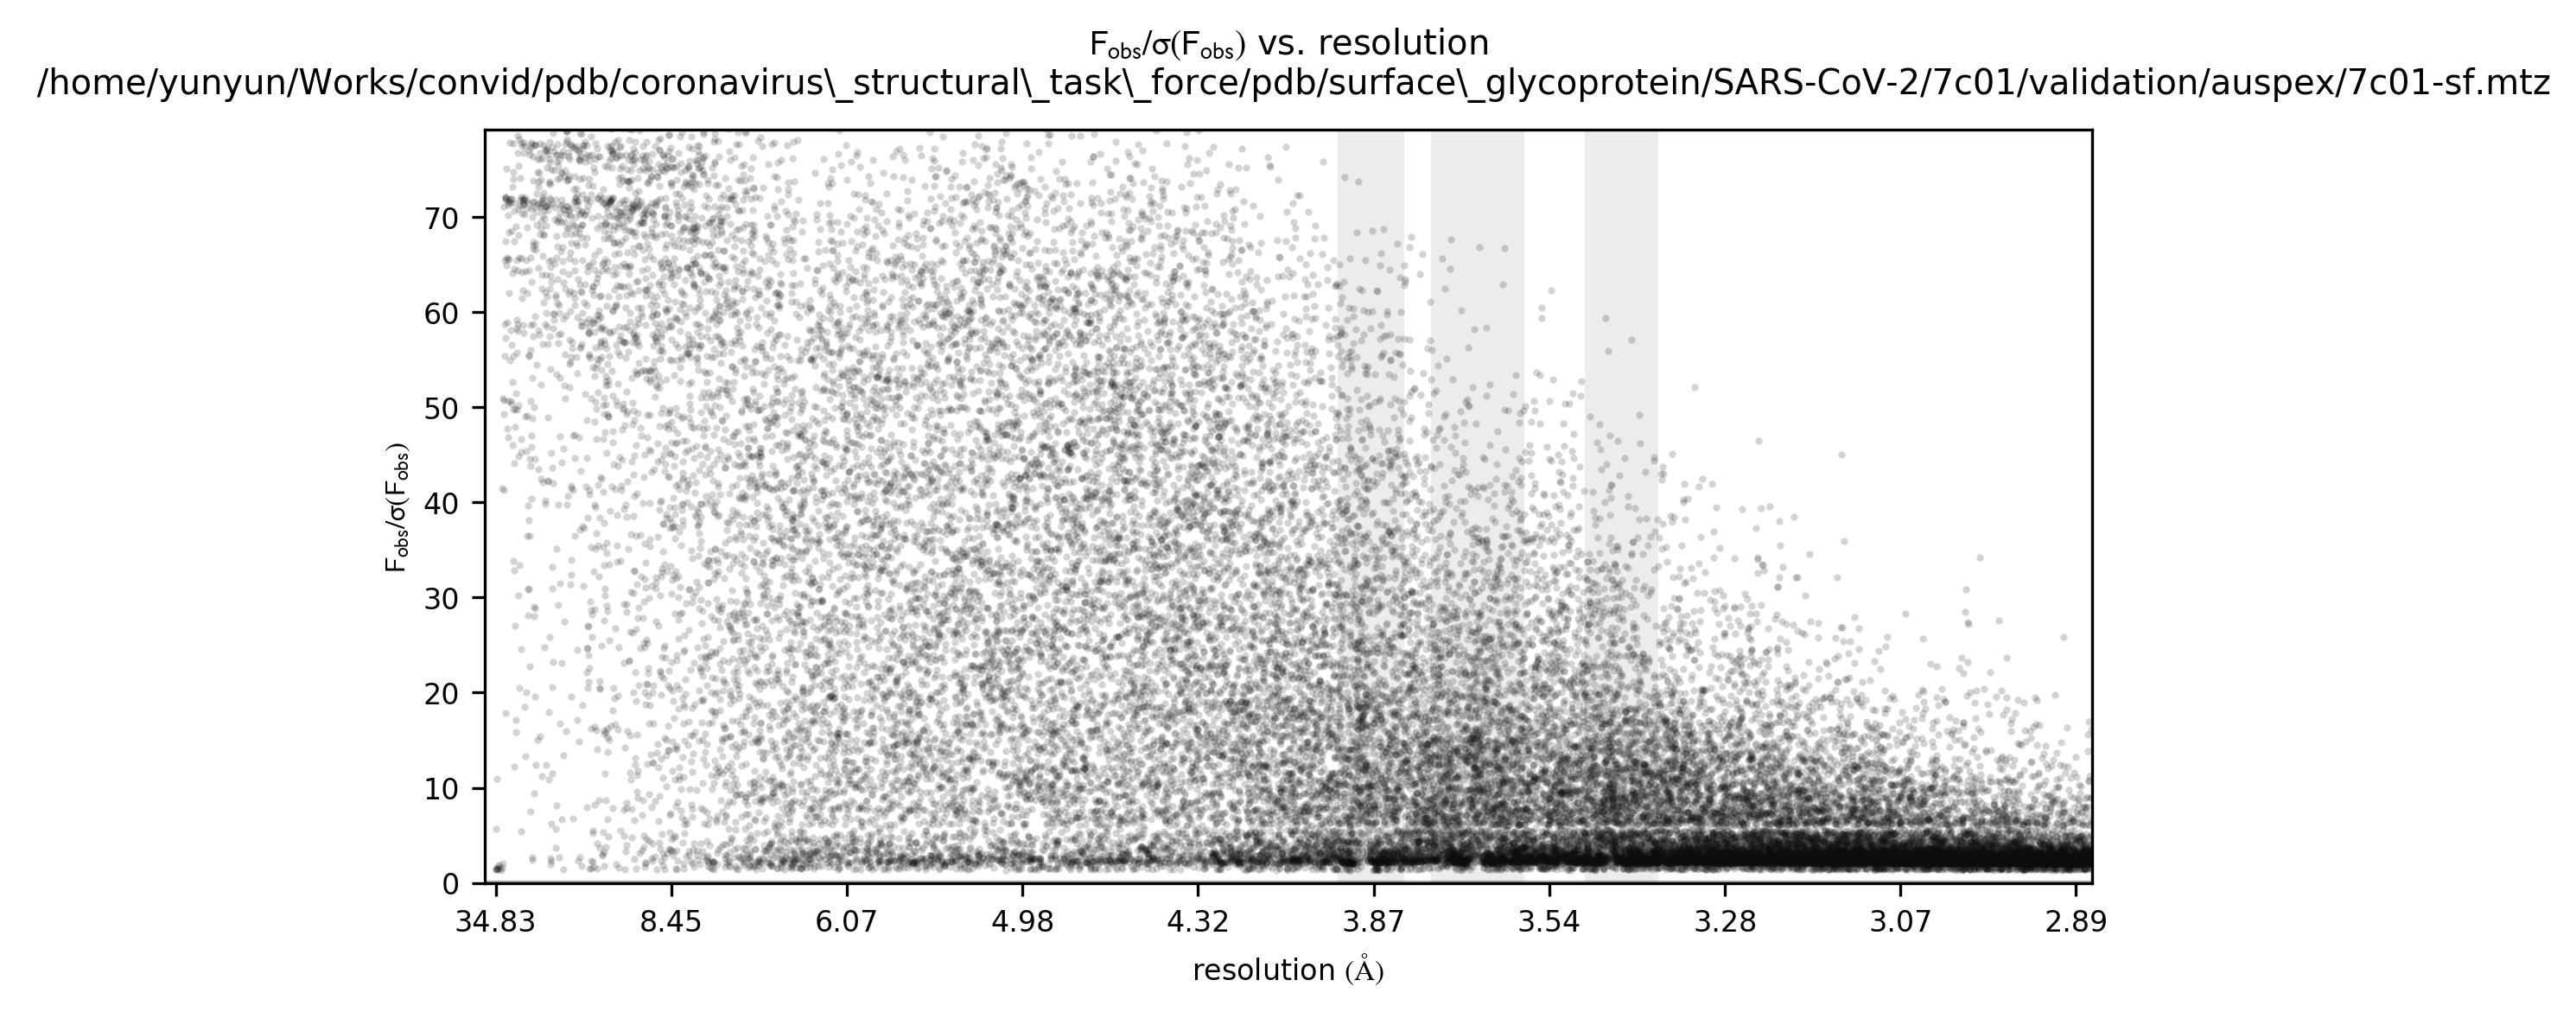 Fobs/σ(Fobs) vs. resolution
/home/yunyun/Works/convid/pdb/coronavirus\_structural\_task\_force/pdb/surface\_glycoprotein/SARS-CoV-2/7c01/validation/auspex/7c01-sf.mtz
Fobs/σ(Fobs)
70
60
50
40
30
20
10
0
34.83 8.45 6.07 4.98 4.32 3.87 3.54 3.28 3.07 2.89
resolution (Å)